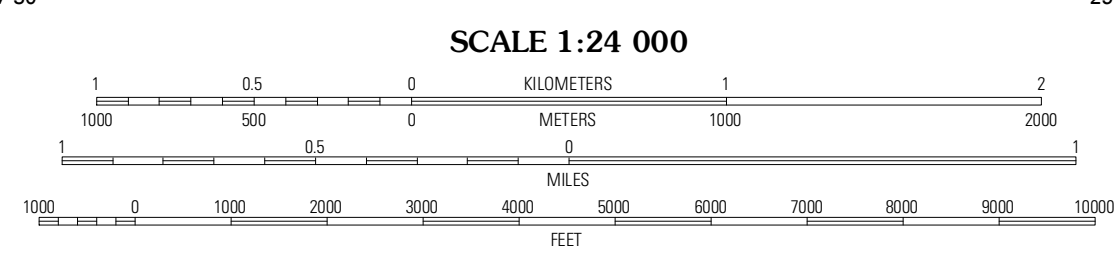 SCALE 1:24 000
1 0.5 0 KILOMETERS 1 2
1000 500 0 METERS 1000 2000
1 0.5 0 1
MILES
1000 0 1000 2000 3000 4000 5000 6000 7000 8000 9000 10000
FEET